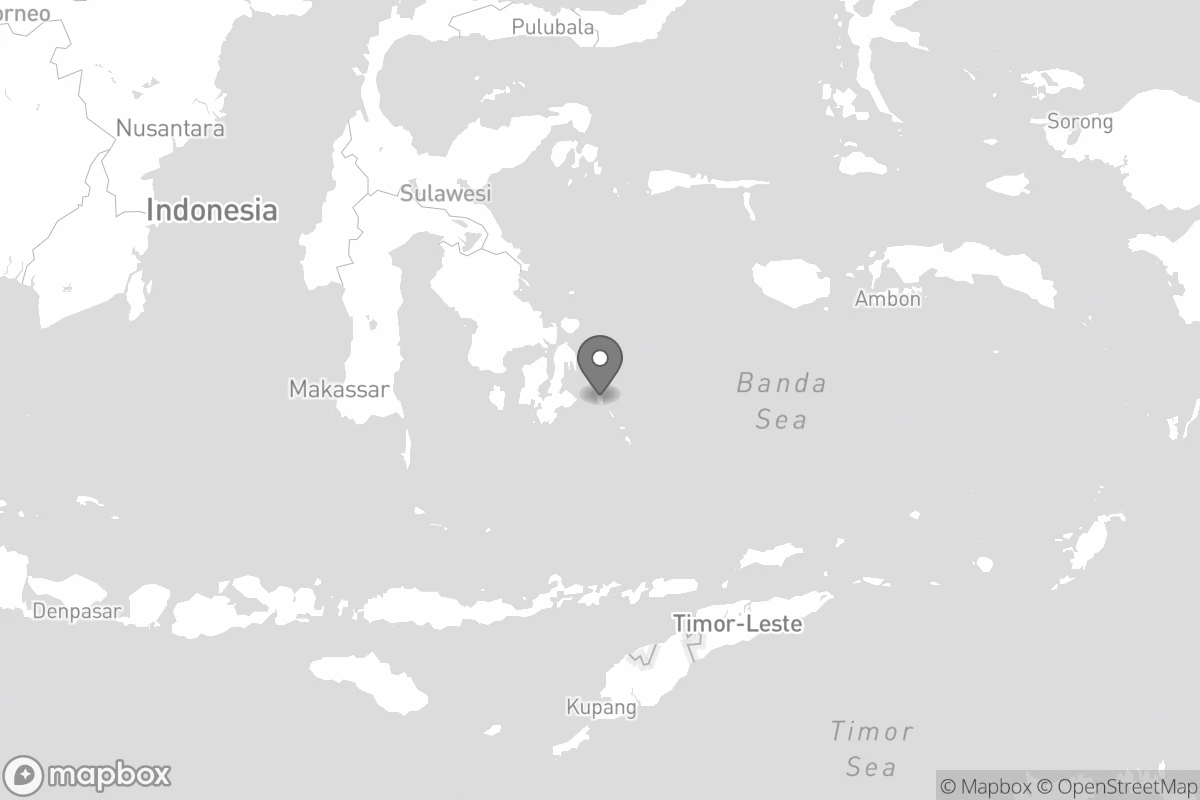 orneo
Pulubala
Nusantara
Sorong
Sulawesi
Indonesia
Ambon
Makassar
Banda
Sea
Denpasar
Timor-Leste
Kupang
Timor
Sea
mapbox
© Mapbox © OpenStreetMap